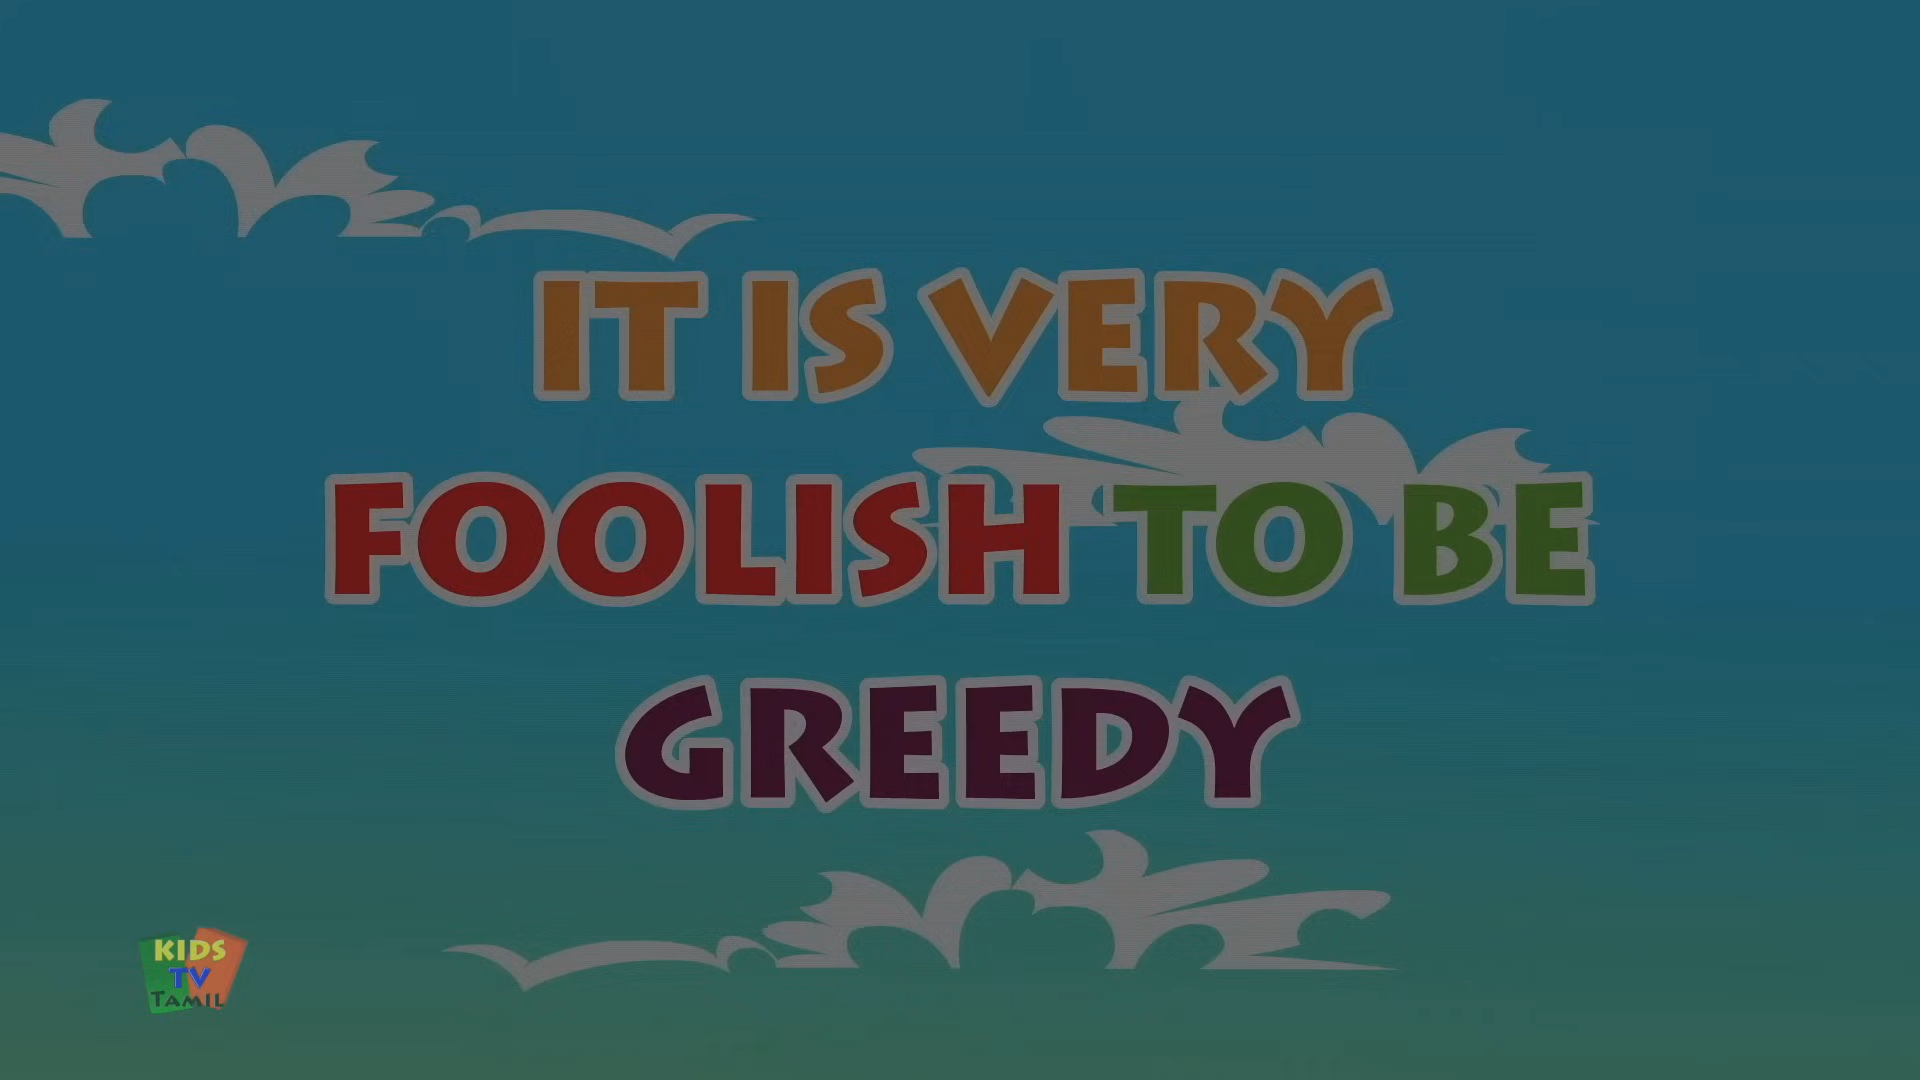 IT IS VERY
FOOLISH TO BE
GREEDY
KIDS
TV
TAMIL